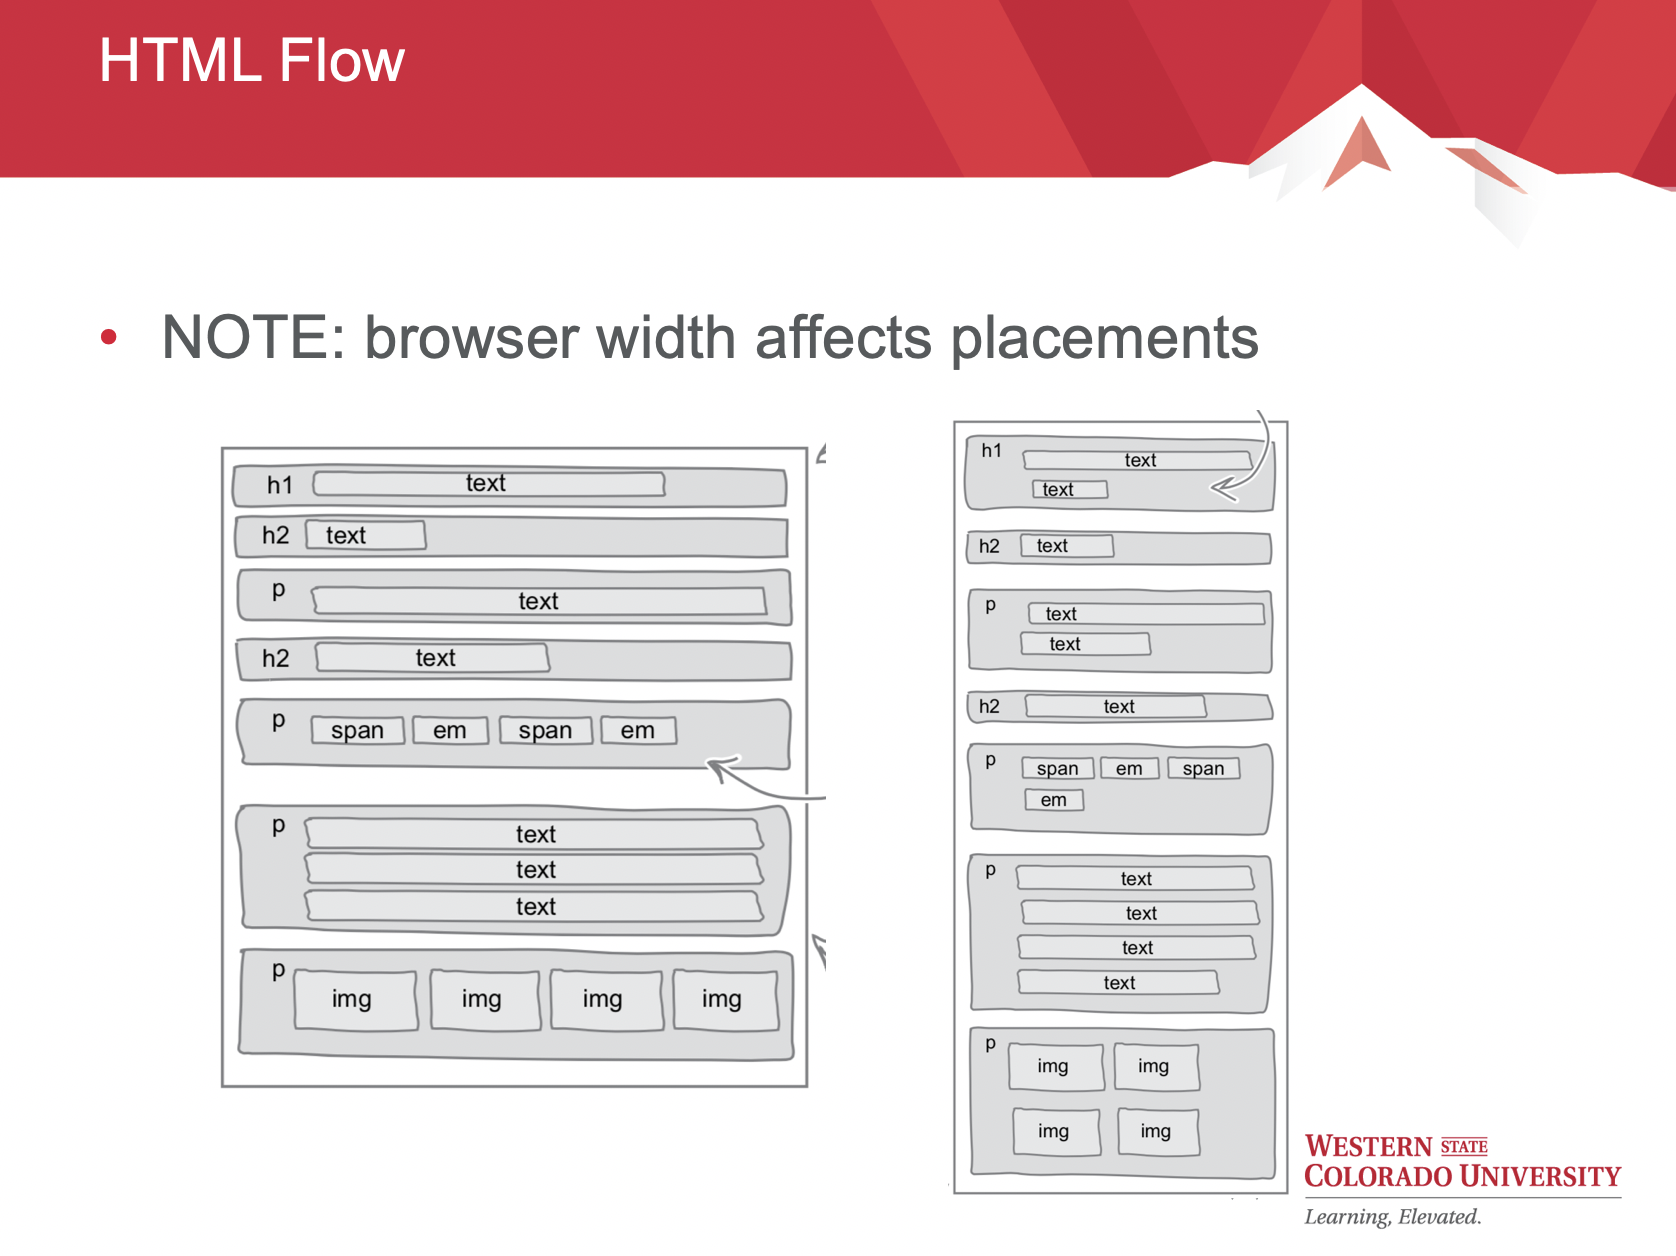 HTML Flow
• NOTE: browser width affects placements
h1 text
h2 text
p text
h2 text
p span em span em
p text
text
text
p img img img img
h1 text
text
h2 text
p text
text
h2 text
p span em span
em
p text
text
text
text
p img img
img img
WESTERN STATE
COLORADO UNIVERSITY
Learning, Elevated.